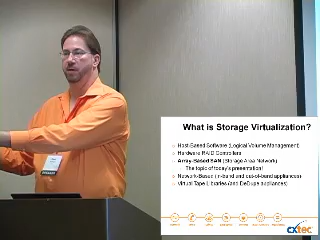 What is Storage Virtualization?
Host-Based Software (Logical Volume Management)
Hardware RAID Controllers
Array-Based SAN (Storage Area Network)
The topic of today's presentation!
Network-Based (in-band and out-of-band appliances)
Virtual Tape Libraries (and DeDupe appliances)
cxtec